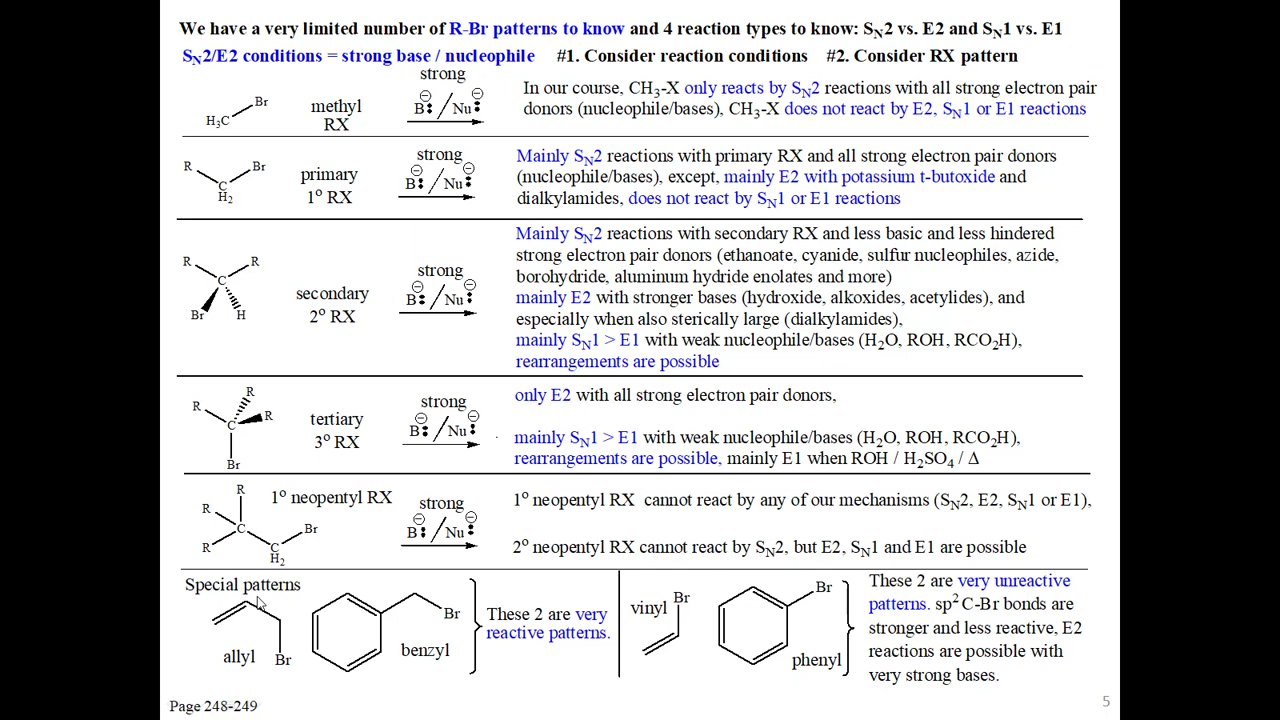 We have a very limited number of R-Br patterns to know and 4 reaction types to know: SN2 vs. E2 and SN1 vs. E1
SN2/E2 conditions = strong base / nucleophile #1. Consider reaction conditions #2. Consider RX pattern
H3C Br
methyl
RX
strong
B:⊖ / Nu:⊖
In our course, CH3-X only reacts by SN2 reactions with all strong electron pair
donors (nucleophile/bases), CH3-X does not react by E2, SN1 or E1 reactions
R C H2 Br
primary
1o RX
strong
B:⊖ / Nu:⊖
Mainly SN2 reactions with primary RX and all strong electron pair donors
(nucleophile/bases), except, mainly E2 with potassium t-butoxide and
dialkylamides, does not react by SN1 or E1 reactions
R C R Br H
secondary
2o RX
strong
B:⊖ / Nu:⊖
Mainly SN2 reactions with secondary RX and less basic and less hindered
strong electron pair donors (ethanoate, cyanide, sulfur nucleophiles, azide,
borohydride, aluminum hydride enolates and more)
mainly E2 with stronger bases (hydroxide, alkoxides, acetylides), and
especially when also sterically large (dialkylamides),
mainly SN1 > E1 with weak nucleophile/bases (H2O, ROH, RCO2H),
rearrangements are possible
R R R C Br
tertiary
3o RX
strong
B:⊖ / Nu:⊖
only E2 with all strong electron pair donors,
mainly SN1 > E1 with weak nucleophile/bases (H2O, ROH, RCO2H),
rearrangements are possible, mainly E1 when ROH / H2SO4 / Δ
R R R C C H2 Br
1o neopentyl RX
strong
B:⊖ / Nu:⊖
1o neopentyl RX cannot react by any of our mechanisms (SN2, E2, SN1 or E1),
2o neopentyl RX cannot react by SN2, but E2, SN1 and E1 are possible
Special patterns
allyl Br
Br
benzyl
These 2 are very
reactive patterns.
vinyl Br
Br
phenyl
These 2 are very unreactive
patterns. sp2 C-Br bonds are
stronger and less reactive, E2
reactions are possible with
very strong bases.
Page 248-249
5